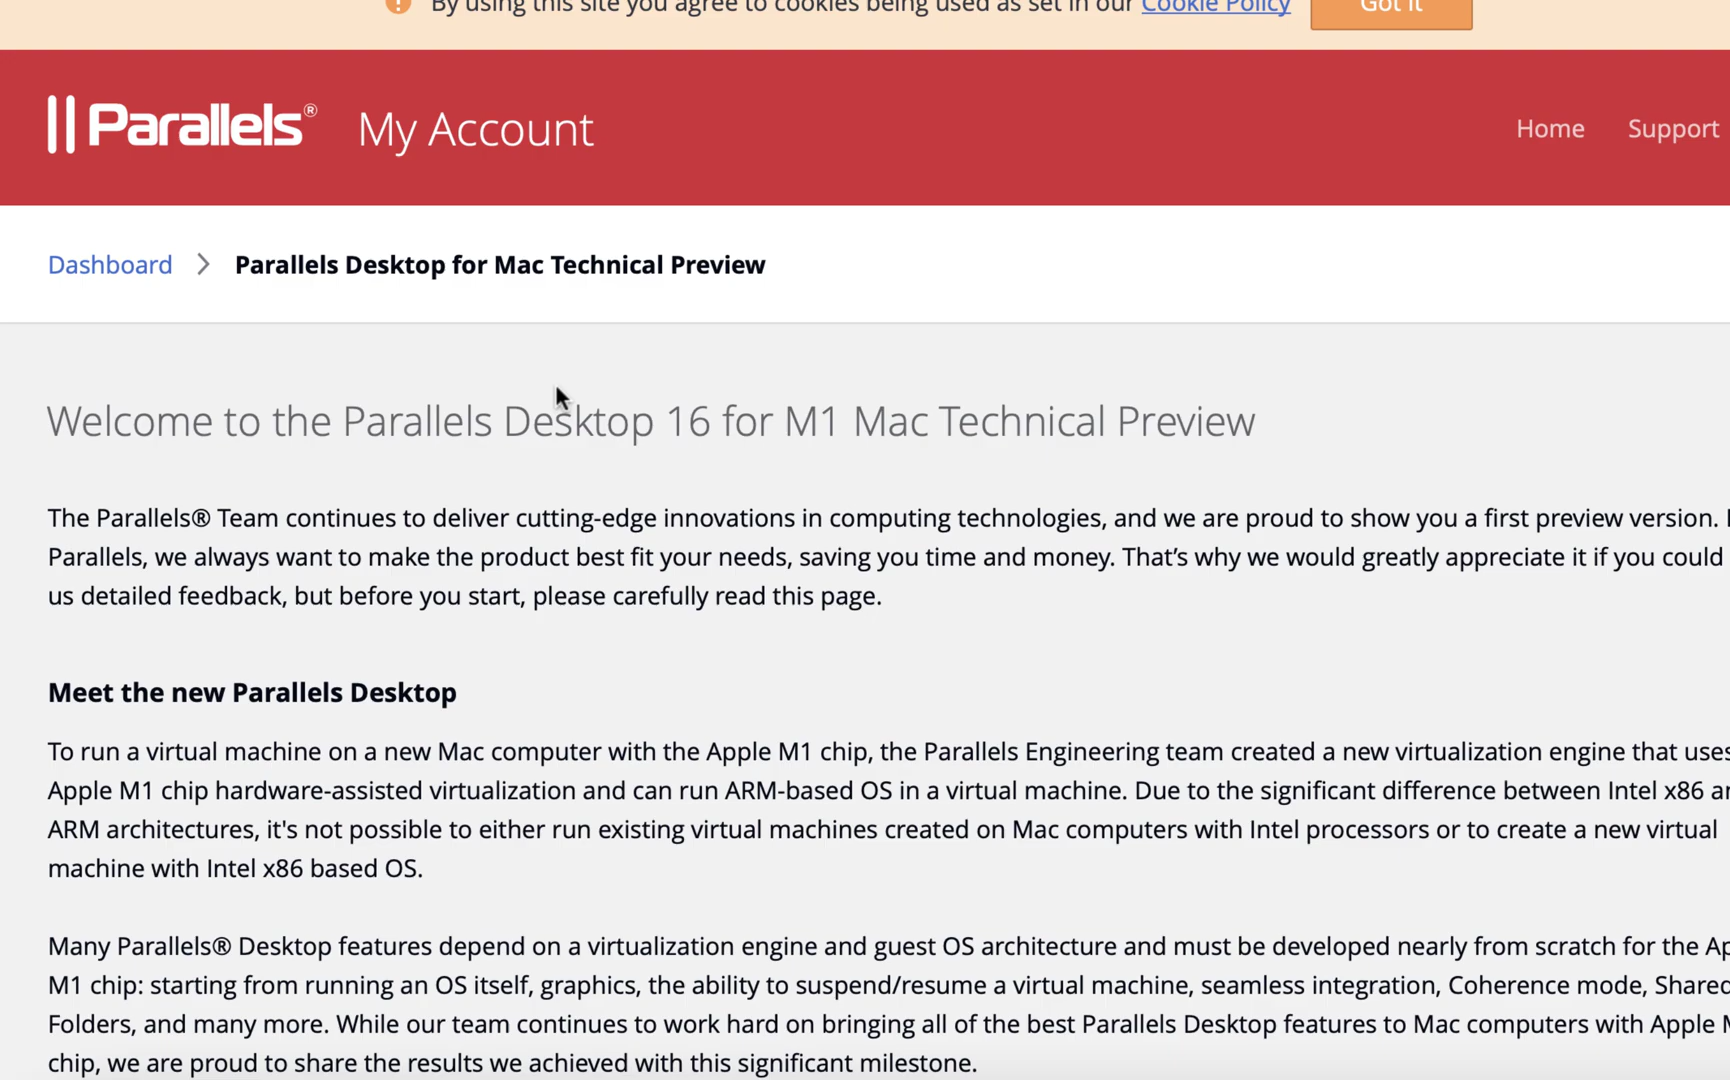 By using this site you agree to cookies being used as set in our Cookie Policy Got it
Parallels® My Account Home Support
Dashboard Parallels Desktop for Mac Technical Preview
Welcome to the Parallels Desktop 16 for M1 Mac Technical Preview
The Parallels® Team continues to deliver cutting-edge innovations in computing technologies, and we are proud to show you a first preview version.
Parallels, we always want to make the product best fit your needs, saving you time and money. That’s why we would greatly appreciate it if you could
us detailed feedback, but before you start, please carefully read this page.
Meet the new Parallels Desktop
To run a virtual machine on a new Mac computer with the Apple M1 chip, the Parallels Engineering team created a new virtualization engine that uses
Apple M1 chip hardware-assisted virtualization and can run ARM-based OS in a virtual machine. Due to the significant difference between Intel x86
ARM architectures, it's not possible to either run existing virtual machines created on Mac computers with Intel processors or to create a new virtual
machine with Intel x86 based OS.
Many Parallels® Desktop features depend on a virtualization engine and guest OS architecture and must be developed nearly from scratch for the
M1 chip: starting from running an OS itself, graphics, the ability to suspend/resume a virtual machine, seamless integration, Coherence mode, Shared
Folders, and many more. While our team continues to work hard on bringing all of the best Parallels Desktop features to Mac computers with Apple
chip, we are proud to share the results we achieved with this significant milestone.